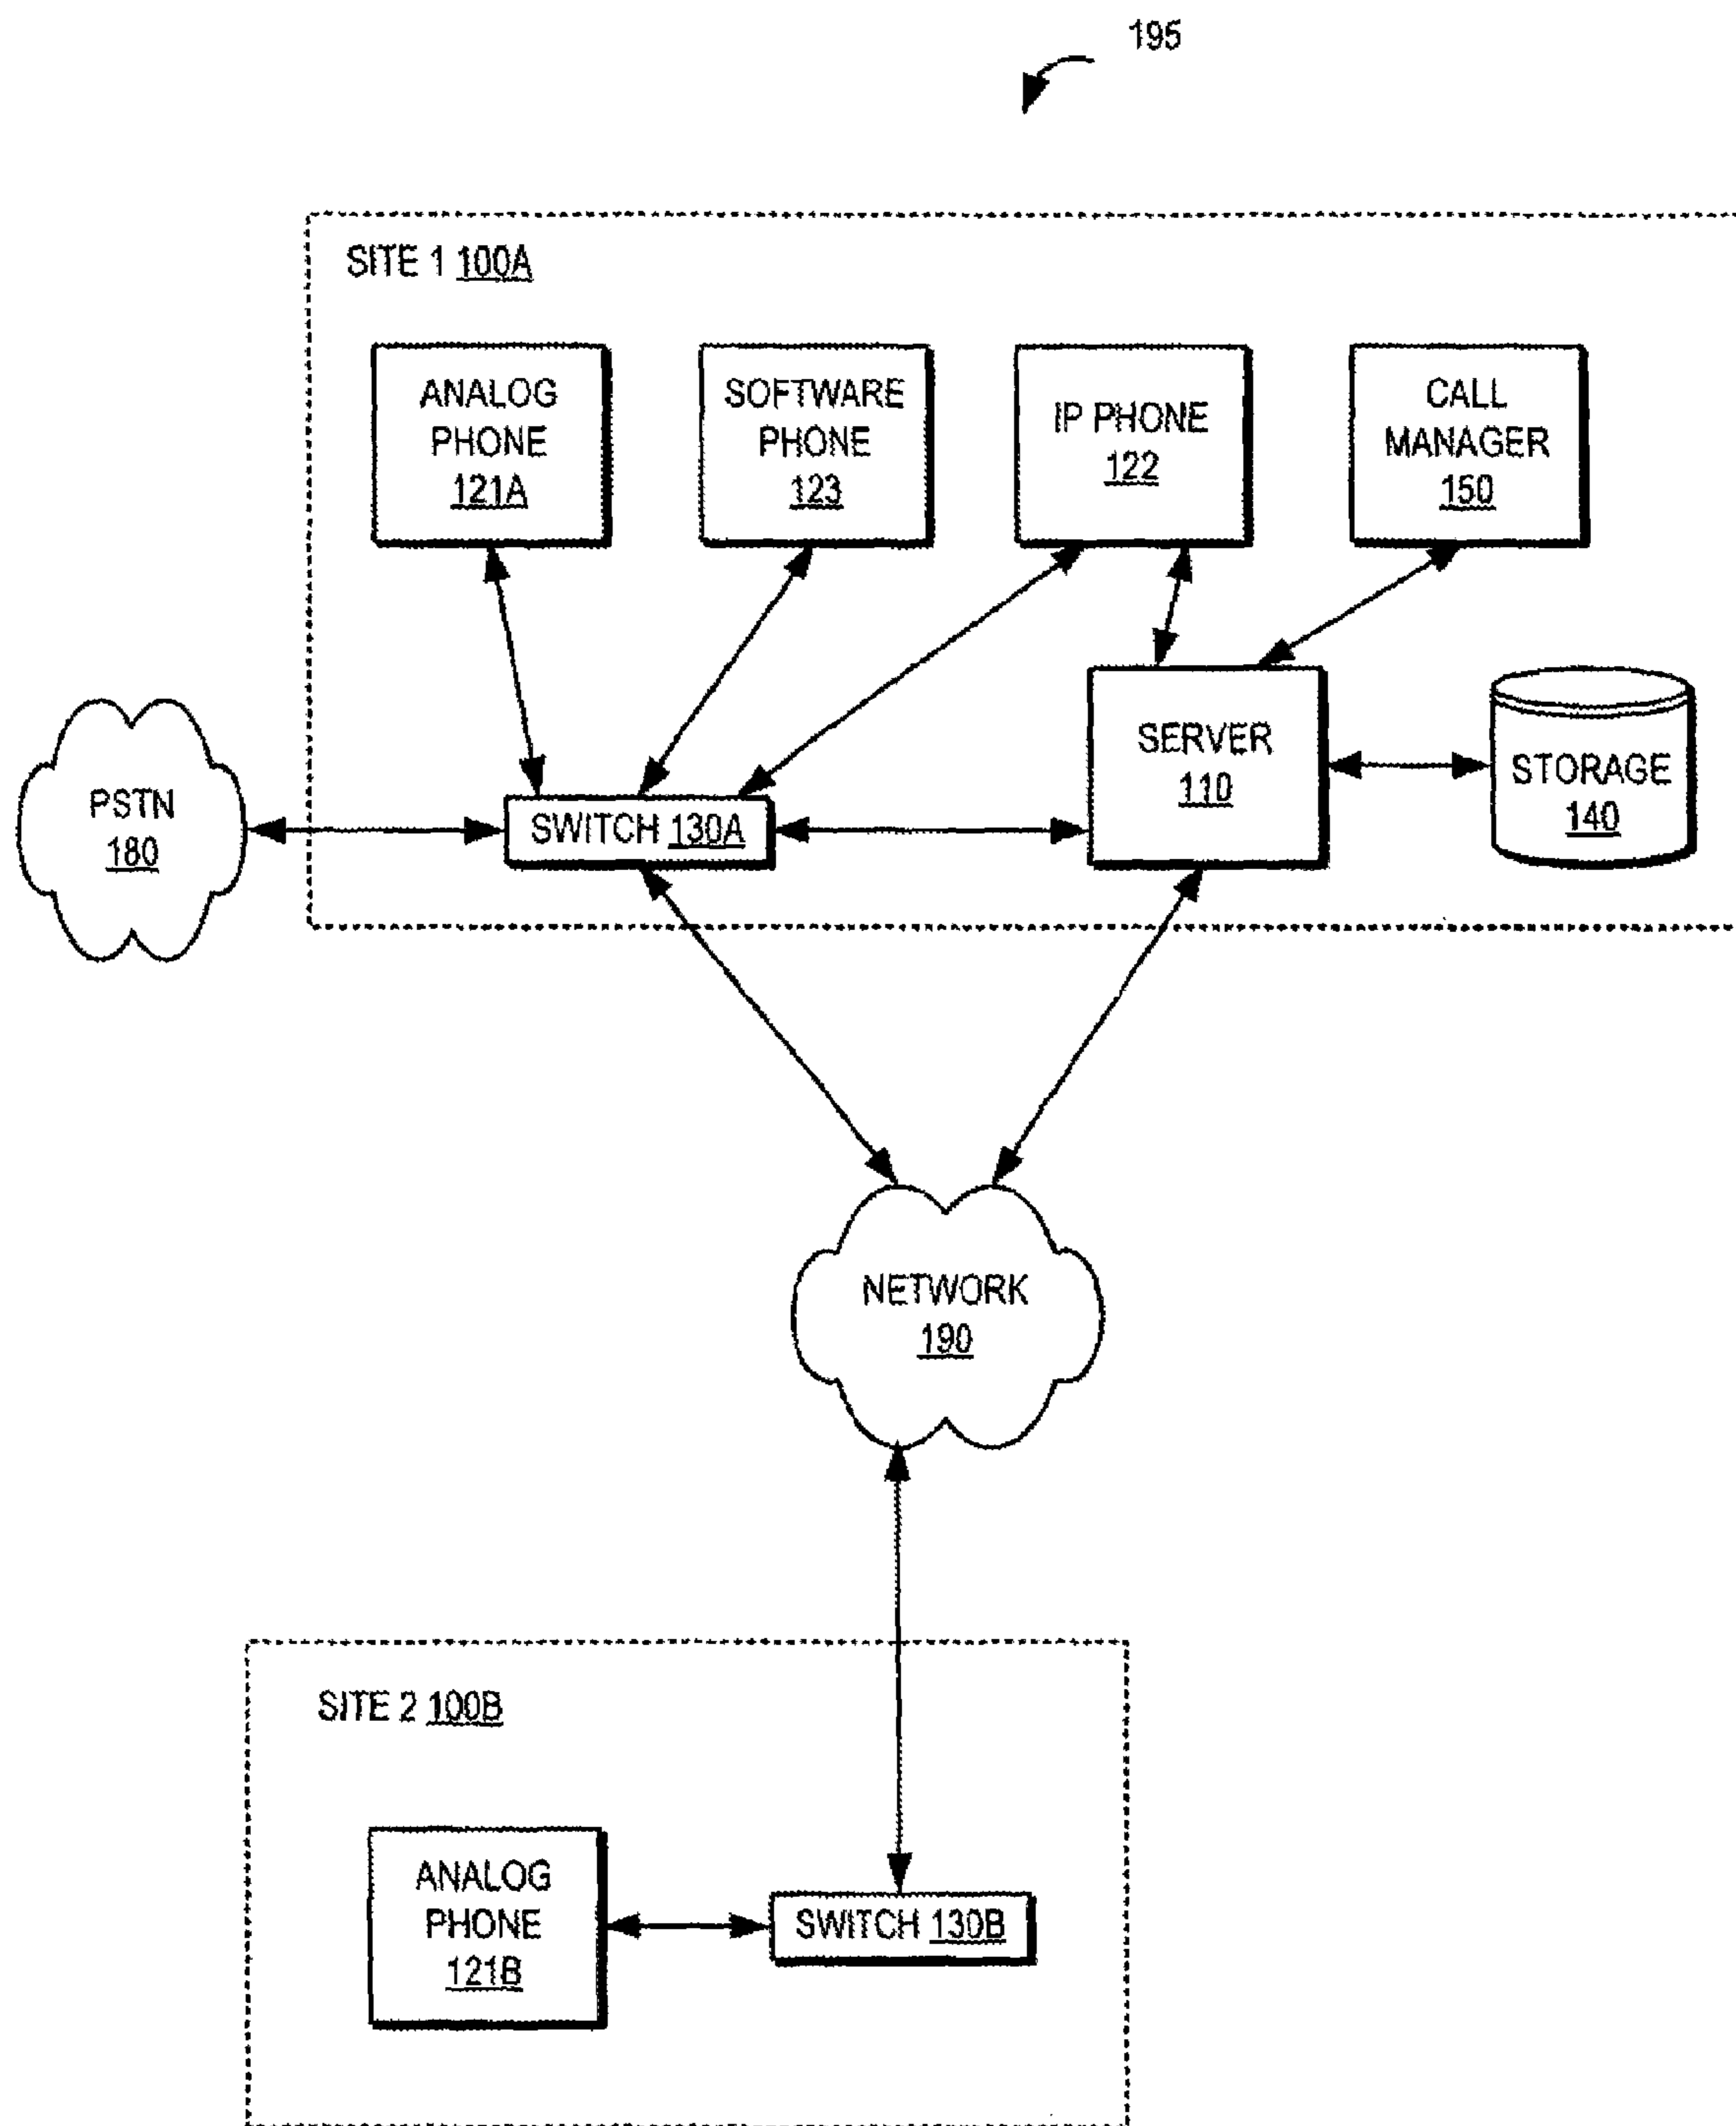 195
SITE 1 100A
ANALOG
PHONE
121A
SOFTWARE
PHONE
123
IP PHONE
122
CALL
MANAGER
150
PSTN
180
SWITCH 130A
SERVER
110
STORAGE
140
NETWORK
190
SITE 2 100B
ANALOG
PHONE
121B
SWITCH 130B